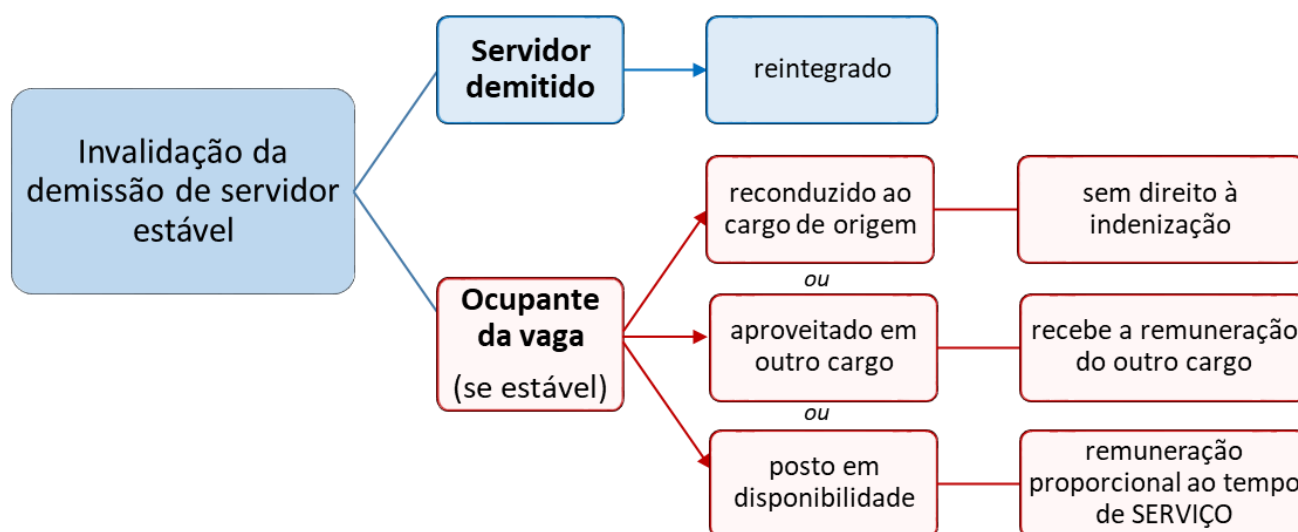 Invalidação da
demissão de servidor
estável
Servidor
demitido
reintegrado
Ocupante
da vaga
(se estável)
reconduzido ao
cargo de origem
sem direito à
indenização
ou
aproveitado em
outro cargo
recebe a remuneração
do outro cargo
ou
posto em
disponibilidade
remuneração
proporcional ao tempo
de SERVIÇO